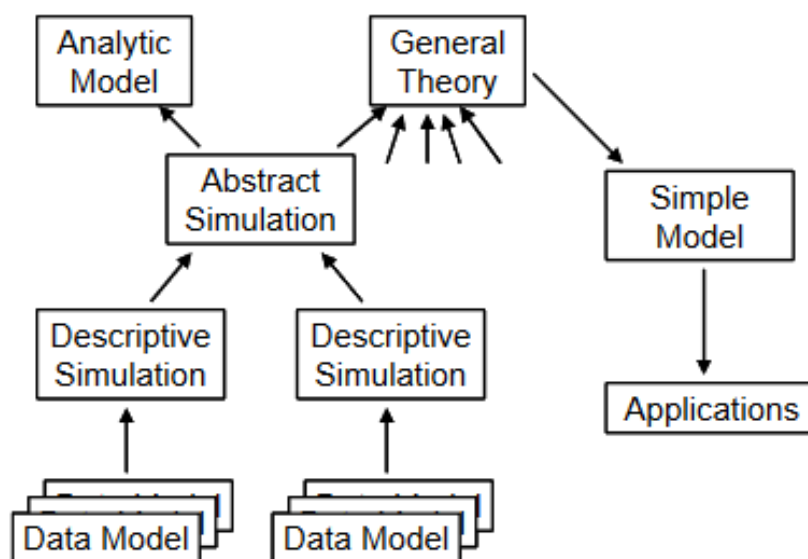 Analytic
Model
General
Theory
Abstract
Simulation
Simple
Model
Descriptive
Simulation
Descriptive
Simulation
Applications
Data Model
Data Model